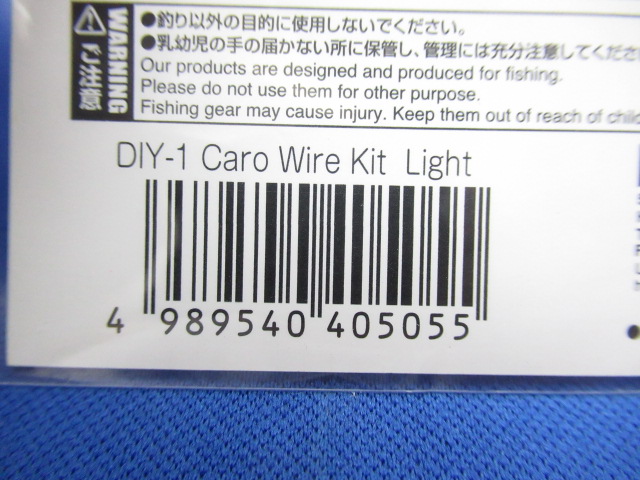 WARNING
●釣り以外の目的に使用しないでください。
●乳幼児の手の届かない所に保管し、管理には充分注意してくださ
Our products are designed and produced for fishing.
Please do not use them for other purpose.
Fishing gear may cause injury. Keep them out of reach of child
DIY-1 Caro Wire Kit Light
4 989540 405055